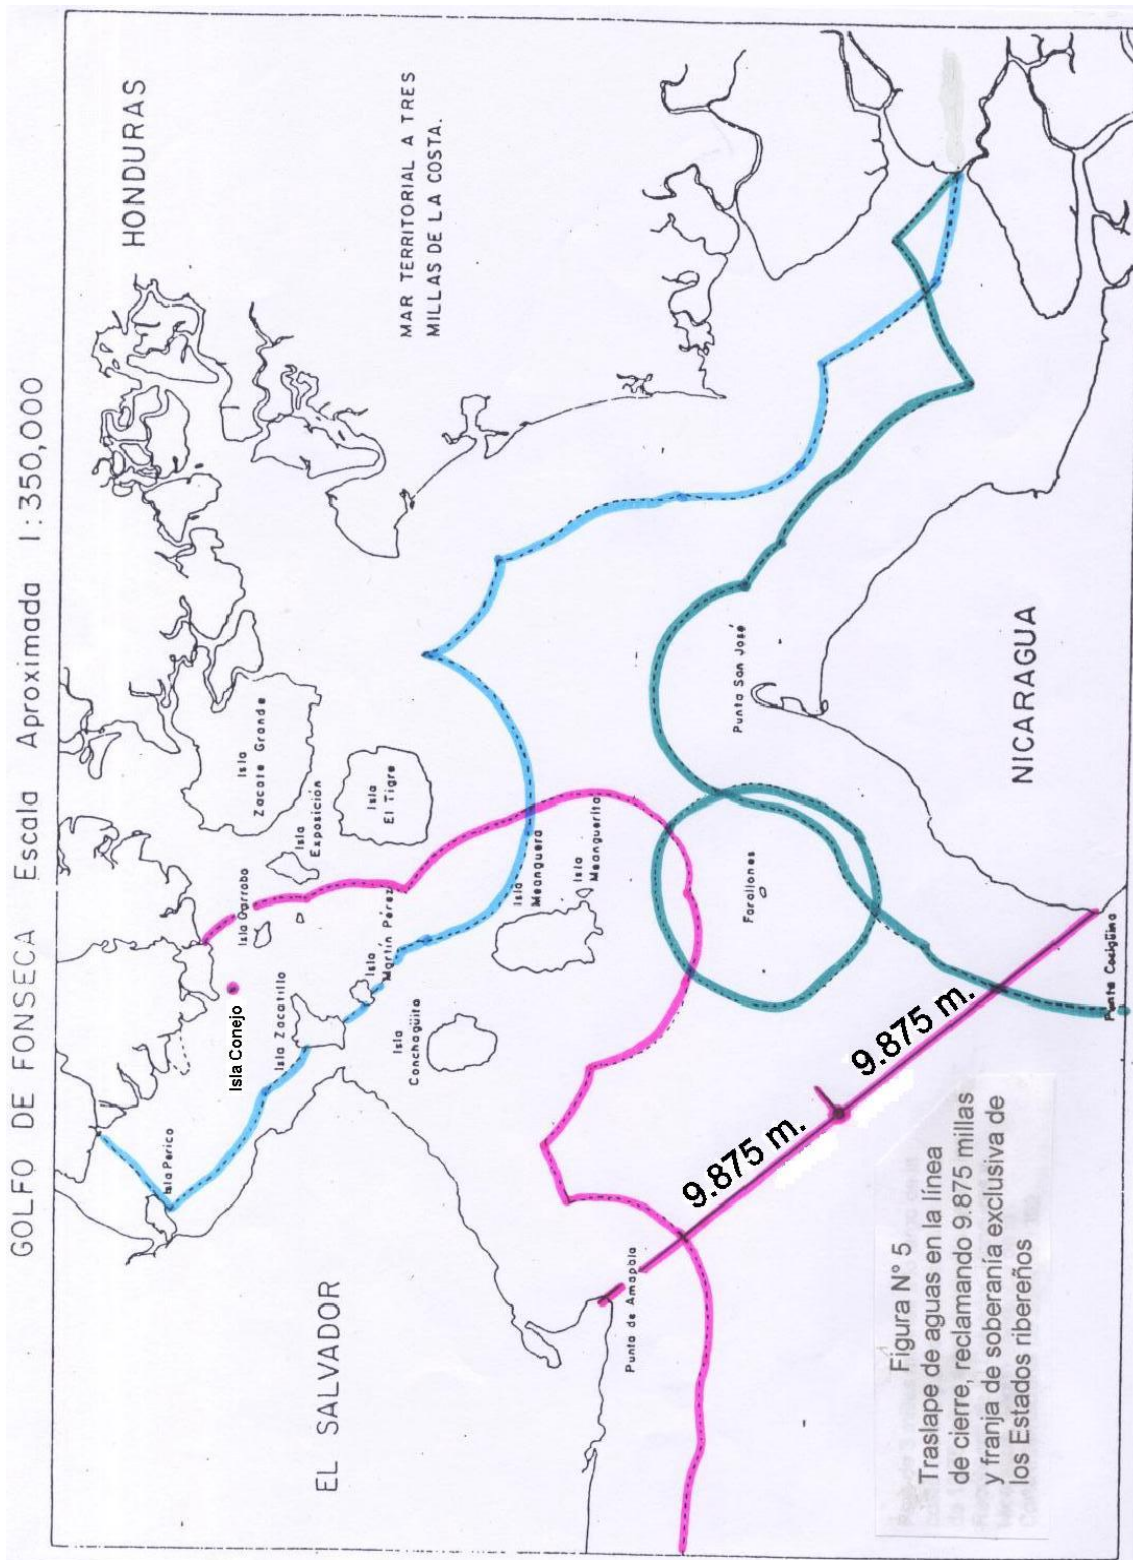 GOLFO DE FONSECA Escala Aproximada 1:350,000
HONDURAS
MAR TERRITORIAL A TRES
MILLAS DE LA COSTA.
Isla
Zacate Grande
Isla
Exposición
Isla
El Tigre
Isla Garrobo
Isla Conejo
Isla Zacatillo
Isla
Martín Pérez
Isla Perico
Isla
Conchagüita
Isla
Meanguera
Isla
Meanguerita
EL SALVADOR
Punta de Amapala
Farallones
Punta San José
NICARAGUA
Punta Cosigüina
9.875 m.
9.875 m.
Figura N° 5
Traslape de aguas en la línea
de cierre, reclamando 9.875 millas
y franja de soberanía exclusiva de
los Estados ribereños